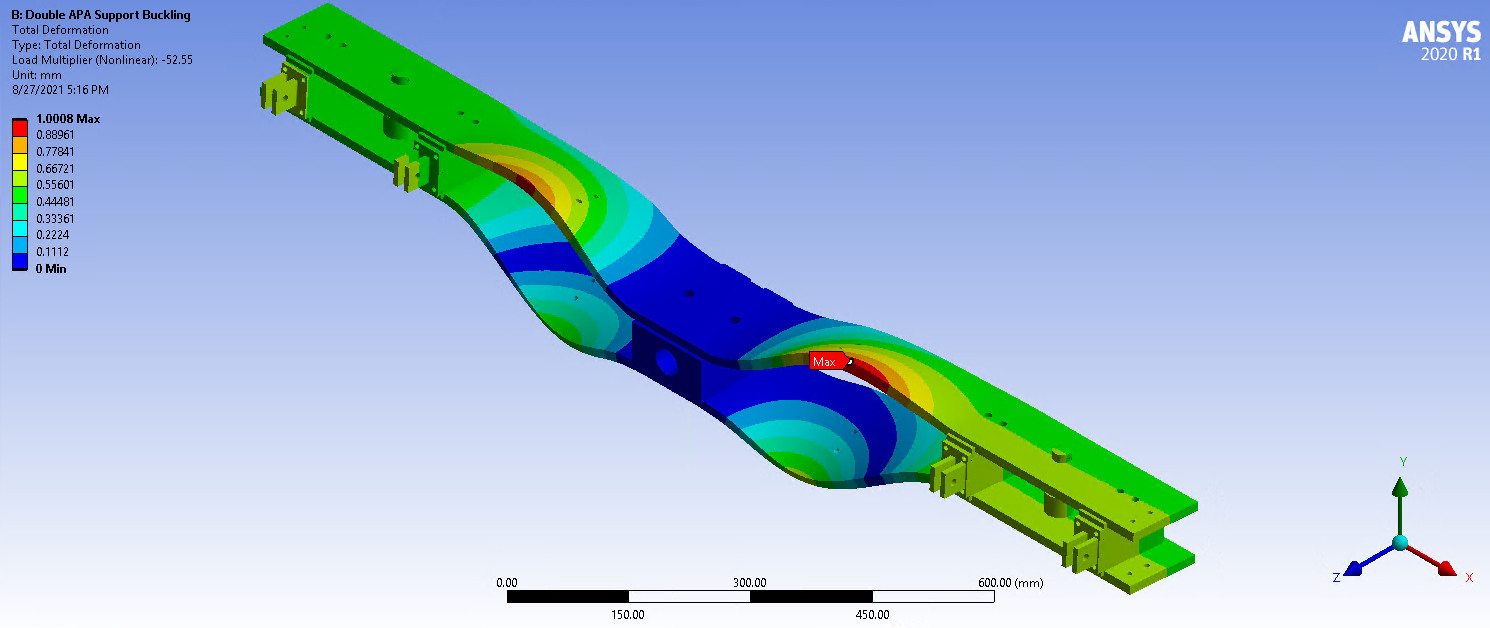 B: Double APA Support Buckling
Total Deformation
Type: Total Deformation
Load Multiplier (Nonlinear): -52.55
Unit: mm
8/27/2021 5:16 PM
1.0008 Max
0.88961
0.77841
0.66721
0.55601
0.44481
0.33361
0.2224
0.1112
0 Min
ANSYS
2020 R1
Max
0.00
300.00
600.00 (mm)
150.00
450.00
Y
Z
X